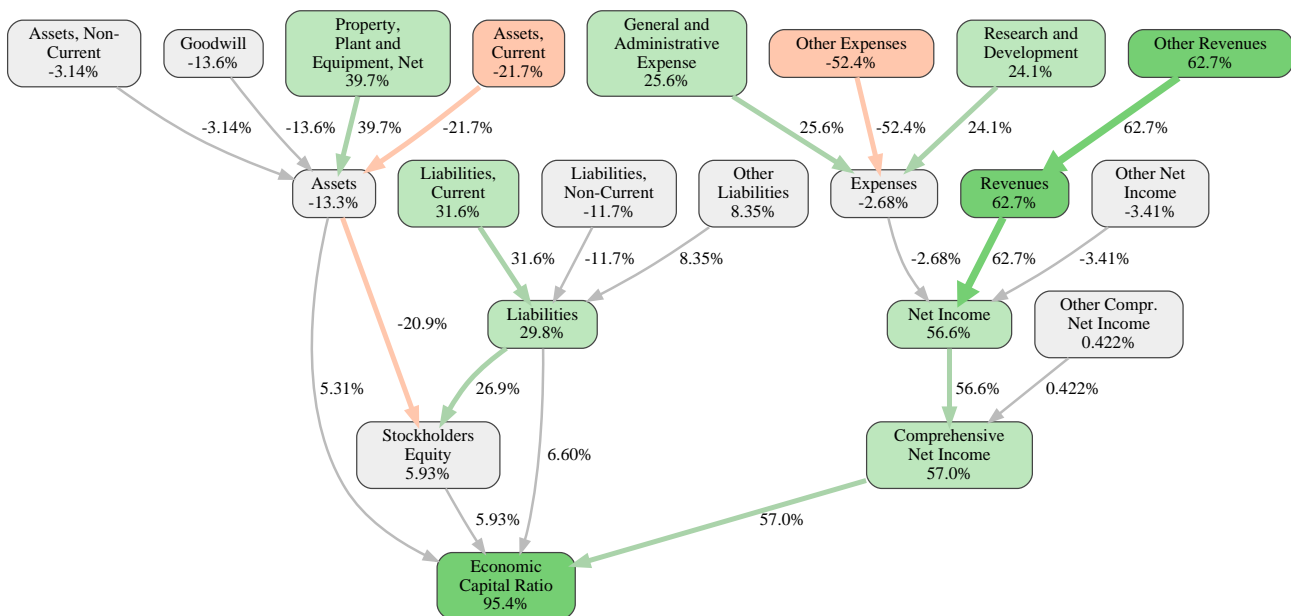 Assets, Non-
Current
-3.14%
Goodwill
-13.6%
Property,
Plant and
Equipment, Net
39.7%
Assets,
Current
-21.7%
General and
Administrative
Expense
25.6%
Other Expenses
-52.4%
Research and
Development
24.1%
Other Revenues
62.7%
-3.14%
-13.6%
39.7%
-21.7%
25.6%
-52.4%
24.1%
62.7%
Assets
-13.3%
Liabilities,
Current
31.6%
Liabilities,
Non-Current
-11.7%
Other
Liabilities
8.35%
Expenses
-2.68%
Revenues
62.7%
Other Net
Income
-3.41%
31.6%
-11.7%
8.35%
-2.68%
62.7%
-3.41%
-20.9%
Liabilities
29.8%
Net Income
56.6%
Other Compr.
Net Income
0.422%
5.31%
26.9%
56.6%
0.422%
Stockholders
Equity
5.93%
6.60%
Comprehensive
Net Income
57.0%
5.93%
57.0%
Economic
Capital Ratio
95.4%